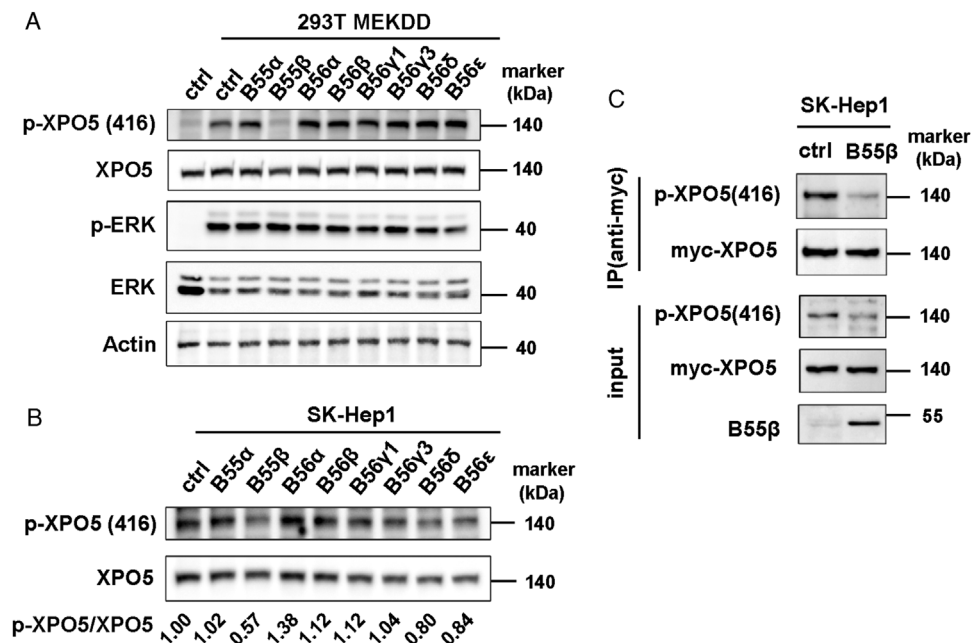 A
293T MEKDD
ctrl ctrl B55α B55β B56α B56β B56γ1 B56γ3 B56δ B56ε
marker
(kDa)
p-XPO5 (416) 140
XPO5 140
p-ERK 40
ERK 40
Actin 40
B
SK-Hep1
ctrl B55α B55β B56α B56β B56γ1 B56γ3 B56δ B56ε
marker
(kDa)
p-XPO5 (416) 140
XPO5 140
p-XPO5/XPO5 1.00 1.02 0.57 1.38 1.12 1.12 1.04 0.80 0.84
C
SK-Hep1
ctrl B55β
marker
(kDa)
IP(anti-myc)
p-XPO5(416) 140
myc-XPO5 140
input
p-XPO5(416) 140
myc-XPO5 140
B55β 55